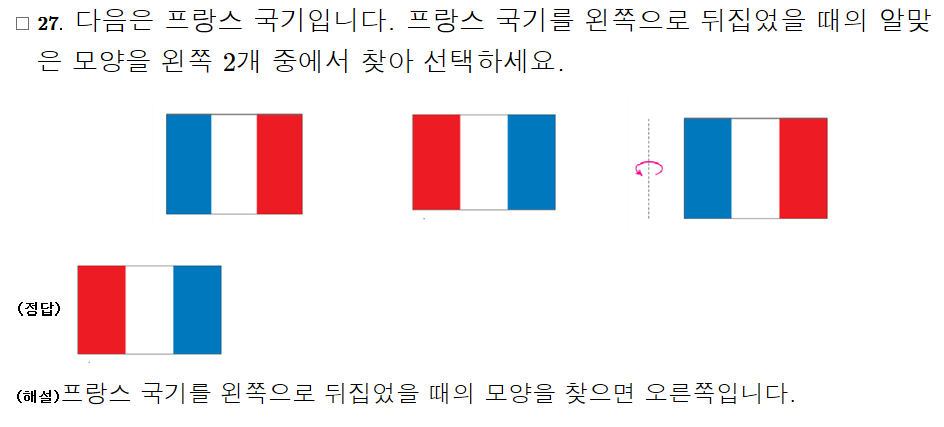 □ 27. 다음은 프랑스 국기입니다. 프랑스 국기를 왼쪽으로 뒤집었을 때의 알맞
은 모양을 왼쪽 2개 중에서 찾아 선택하세요.
(정답)
(해설)프랑스 국기를 왼쪽으로 뒤집었을 때의 모양을 찾으면 오른쪽입니다.